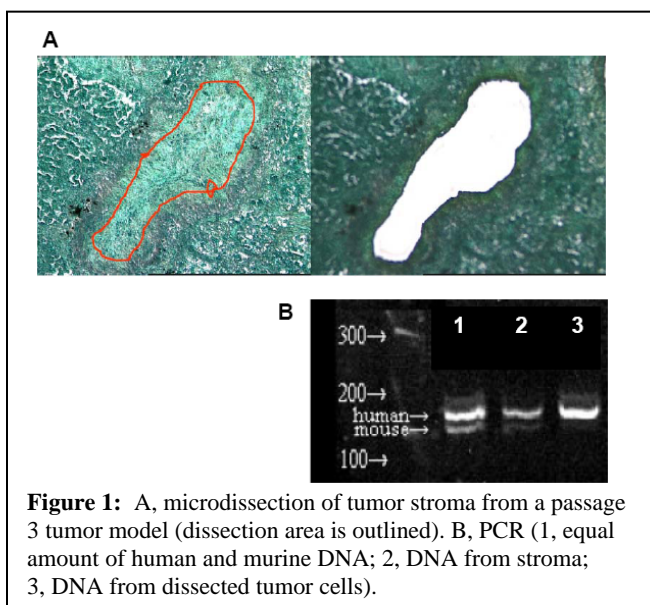 A
B
1 2 3
300→
200→
human→
mouse→
100→
Figure 1: A, microdissection of tumor stroma from a passage
3 tumor model (dissection area is outlined). B, PCR (1, equal
amount of human and murine DNA; 2, DNA from stroma;
3, DNA from dissected tumor cells).